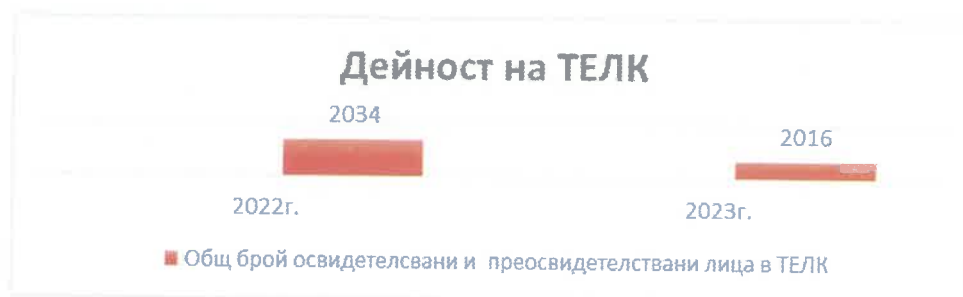 Дейност на ТЕЛК
2034
2016
2022г.
2023г.
Общ брой освидетелсвани и преосвидетелствани лица в ТЕЛК